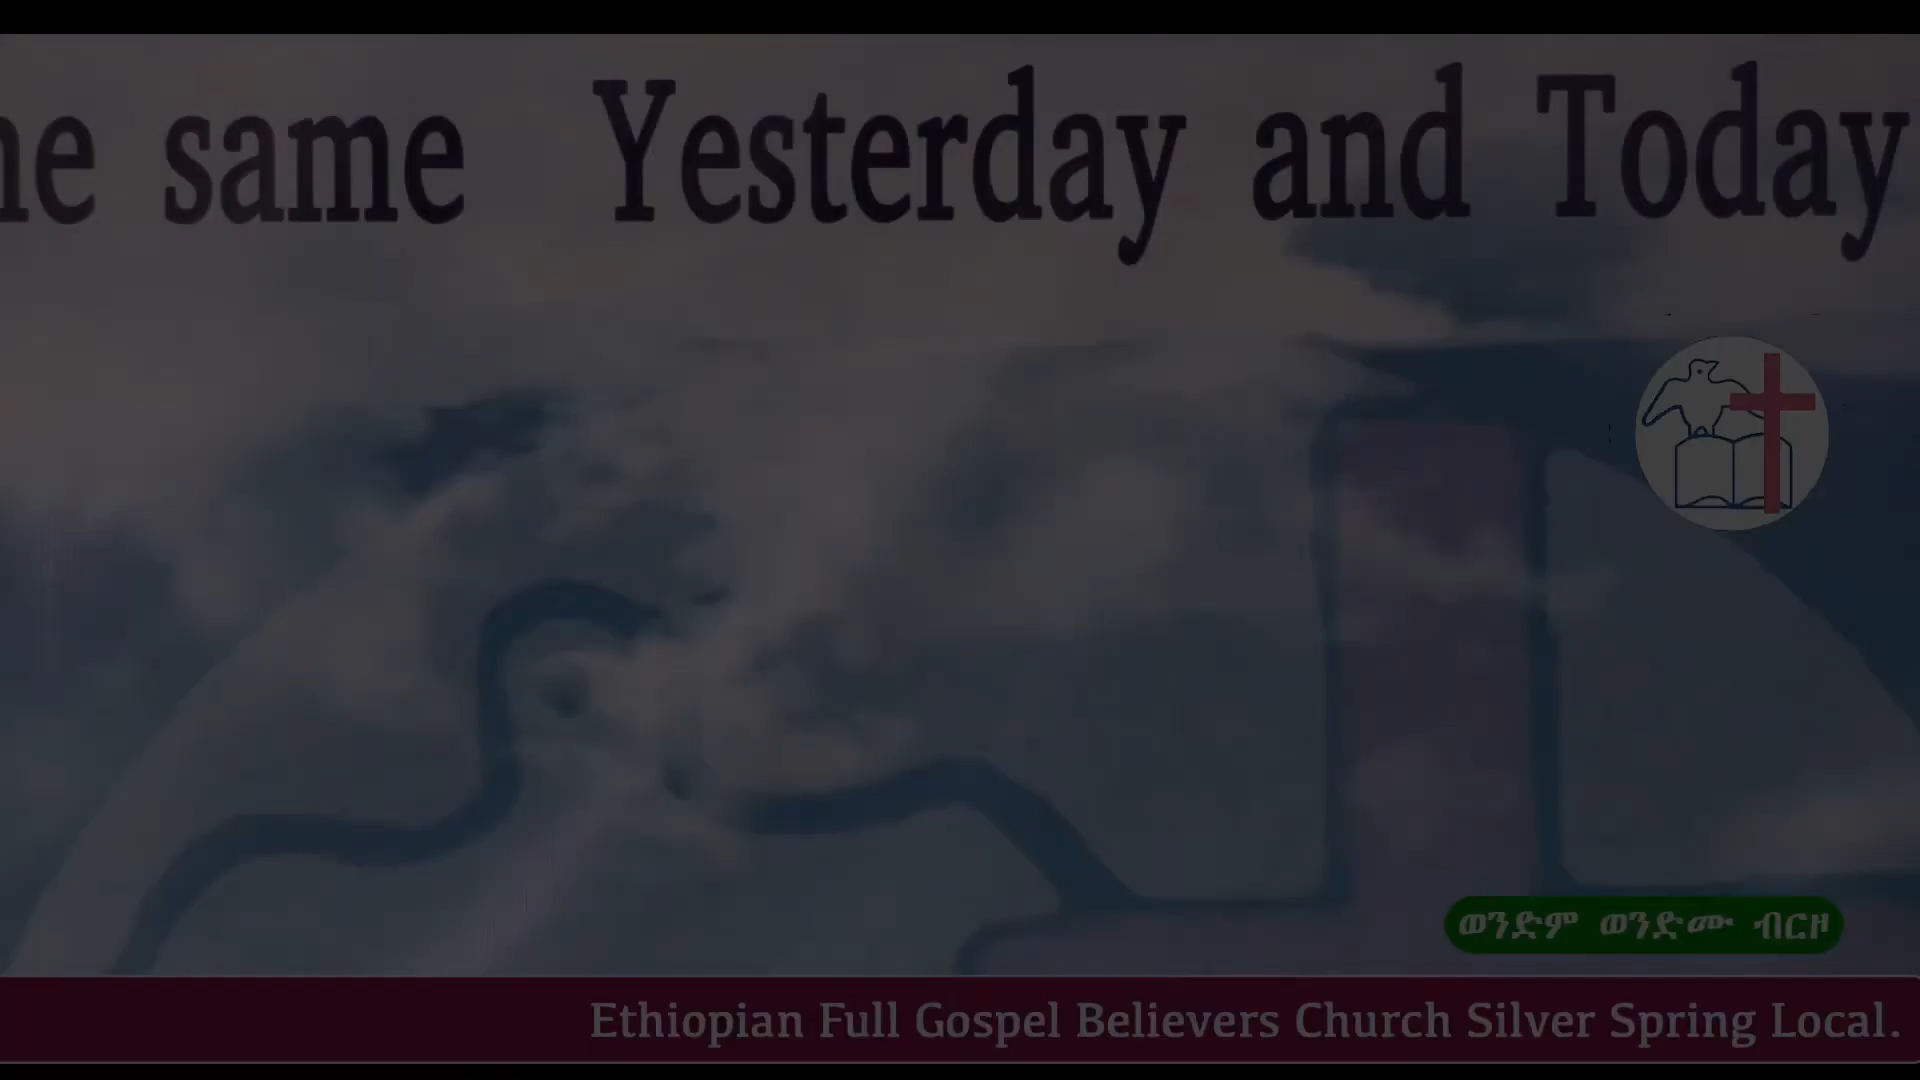 he same Yesterday and Today
ወንድም ወንድሙ ብርዞ
Ethiopian Full Gospel Believers Church Silver Spring Local.